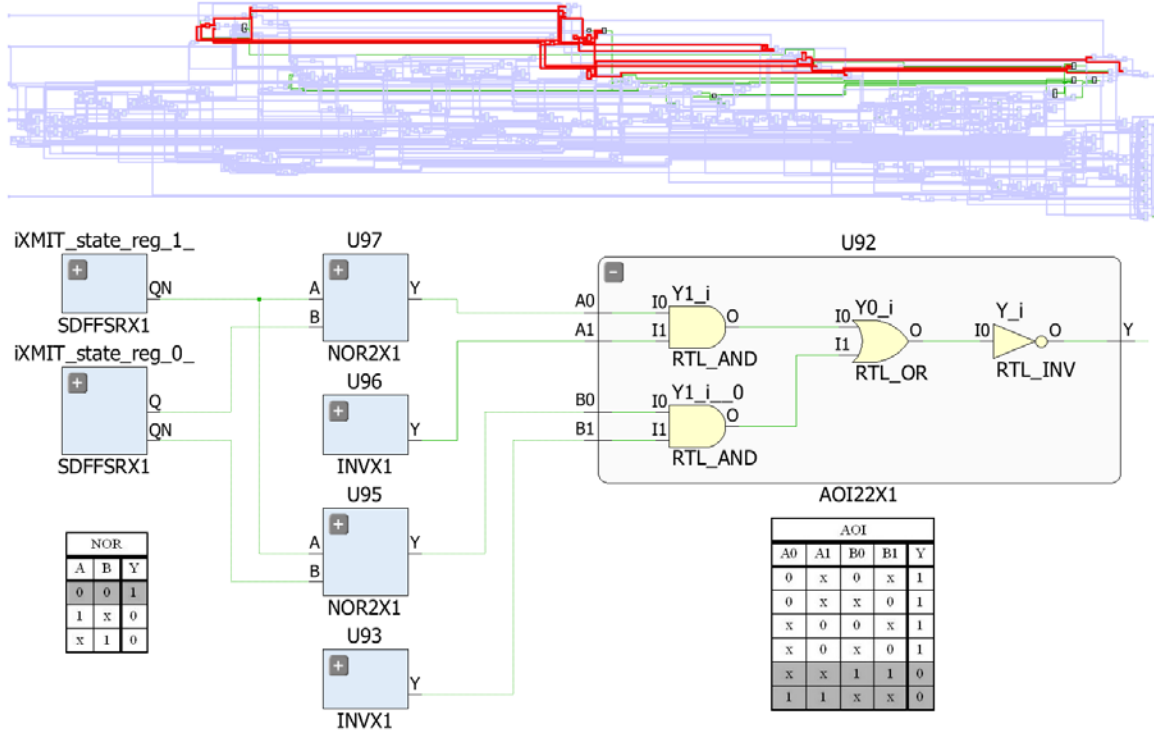 iXMIT_state_reg_1_
QN
SDFFSRX1
iXMIT_state_reg_0_
Q
QN
SDFFSRX1
U97
A
B
Y
NOR2X1
U96
Y
INVX1
U95
A
B
Y
NOR2X1
U93
Y
INVX1
U92
A0
A1
B0
B1
I0
I1
Y1_i
O
RTL_AND
I0
I1
Y1_i__0
O
RTL_AND
I0
I1
Y0_i
O
RTL_OR
I0
Y_i
O
RTL_INV
Y
AOI22X1
NOR
A B Y
0 0 1
1 x 0
x 1 0
AOI
A0 A1 B0 B1 Y
0 x 0 x 1
0 x x 0 1
x 0 0 x 1
x 0 x 0 1
x x 1 1 0
1 1 x x 0